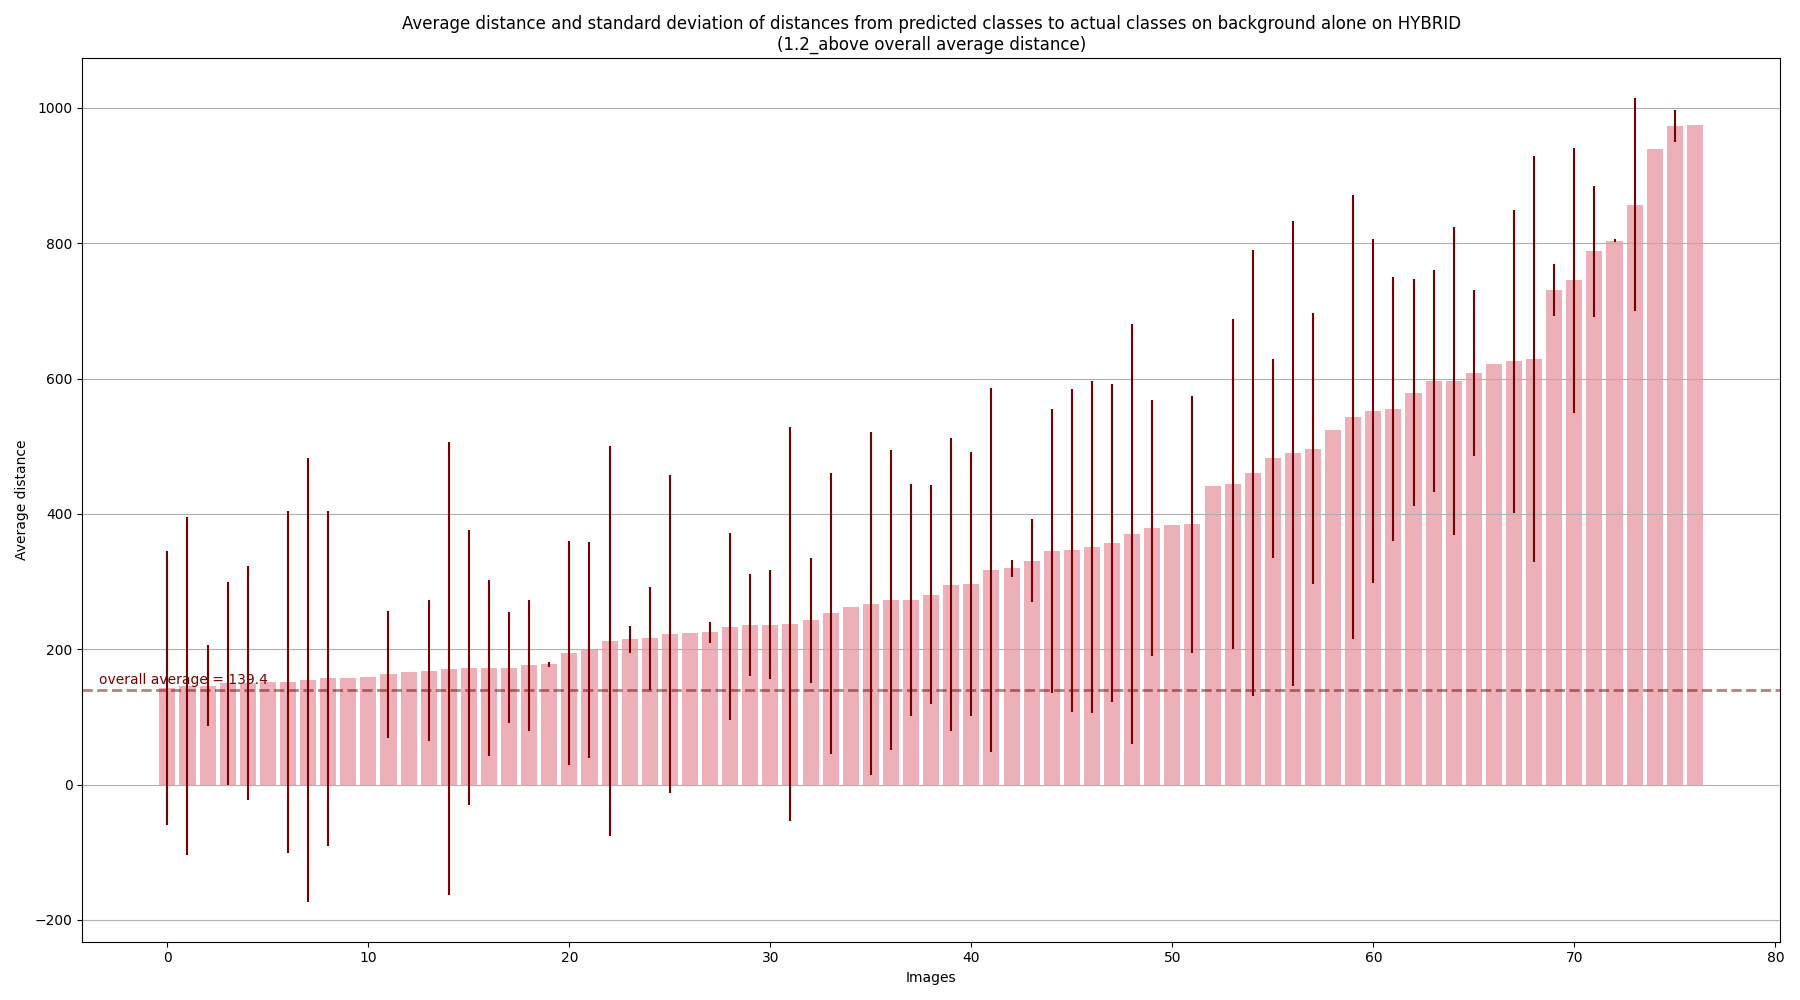 Average distance and standard deviation of distances from predicted classes to actual classes on background alone on HYBRID
(1.2_above overall average distance)
1000
800
600
400
200
0
−200
Average distance
overall average = 139.4
0 10 20 30 40 50 60 70 80
Images